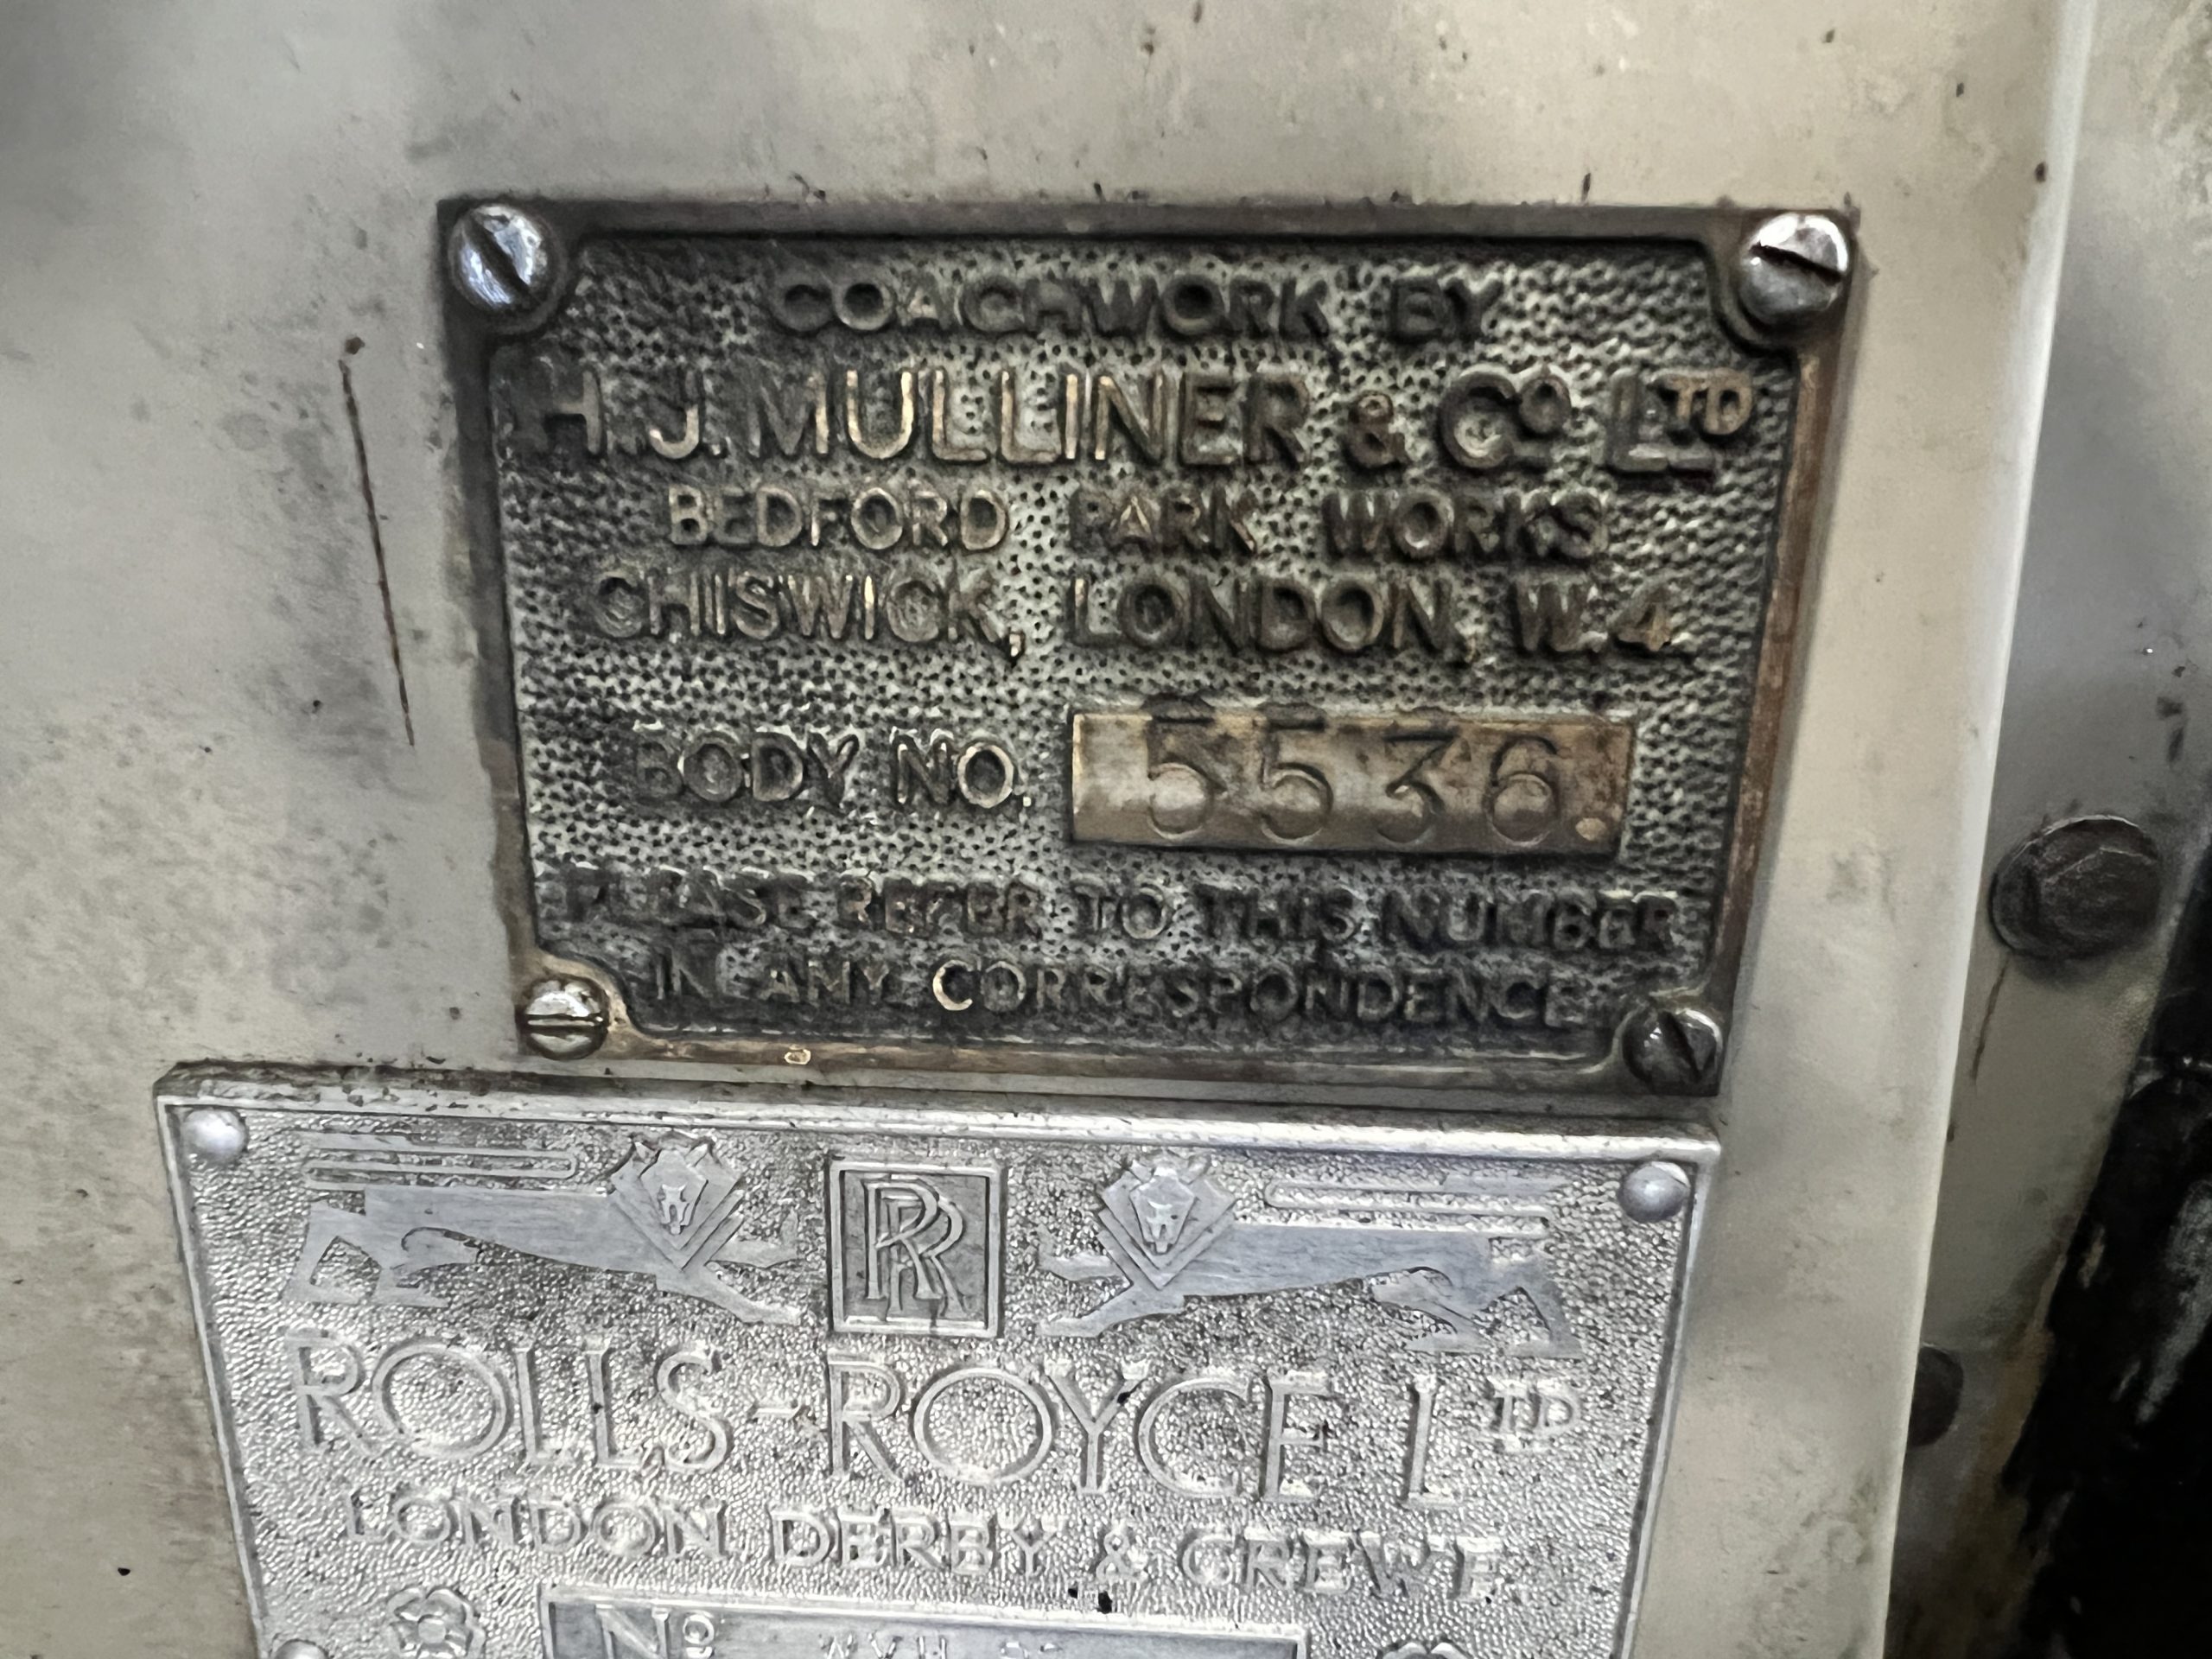 COACHWORK BY
H.J. MULLINER & Cº LTD
BEDFORD PARK WORKS
CHISWICK, LONDON, W.4.
BODY NO. 5536.
PLEASE REFER TO THIS NUMBER
IN ANY CORRESPONDENCE
RR
ROLLS-ROYCE LTD
LONDON, DERBY & CREWE.
Nº